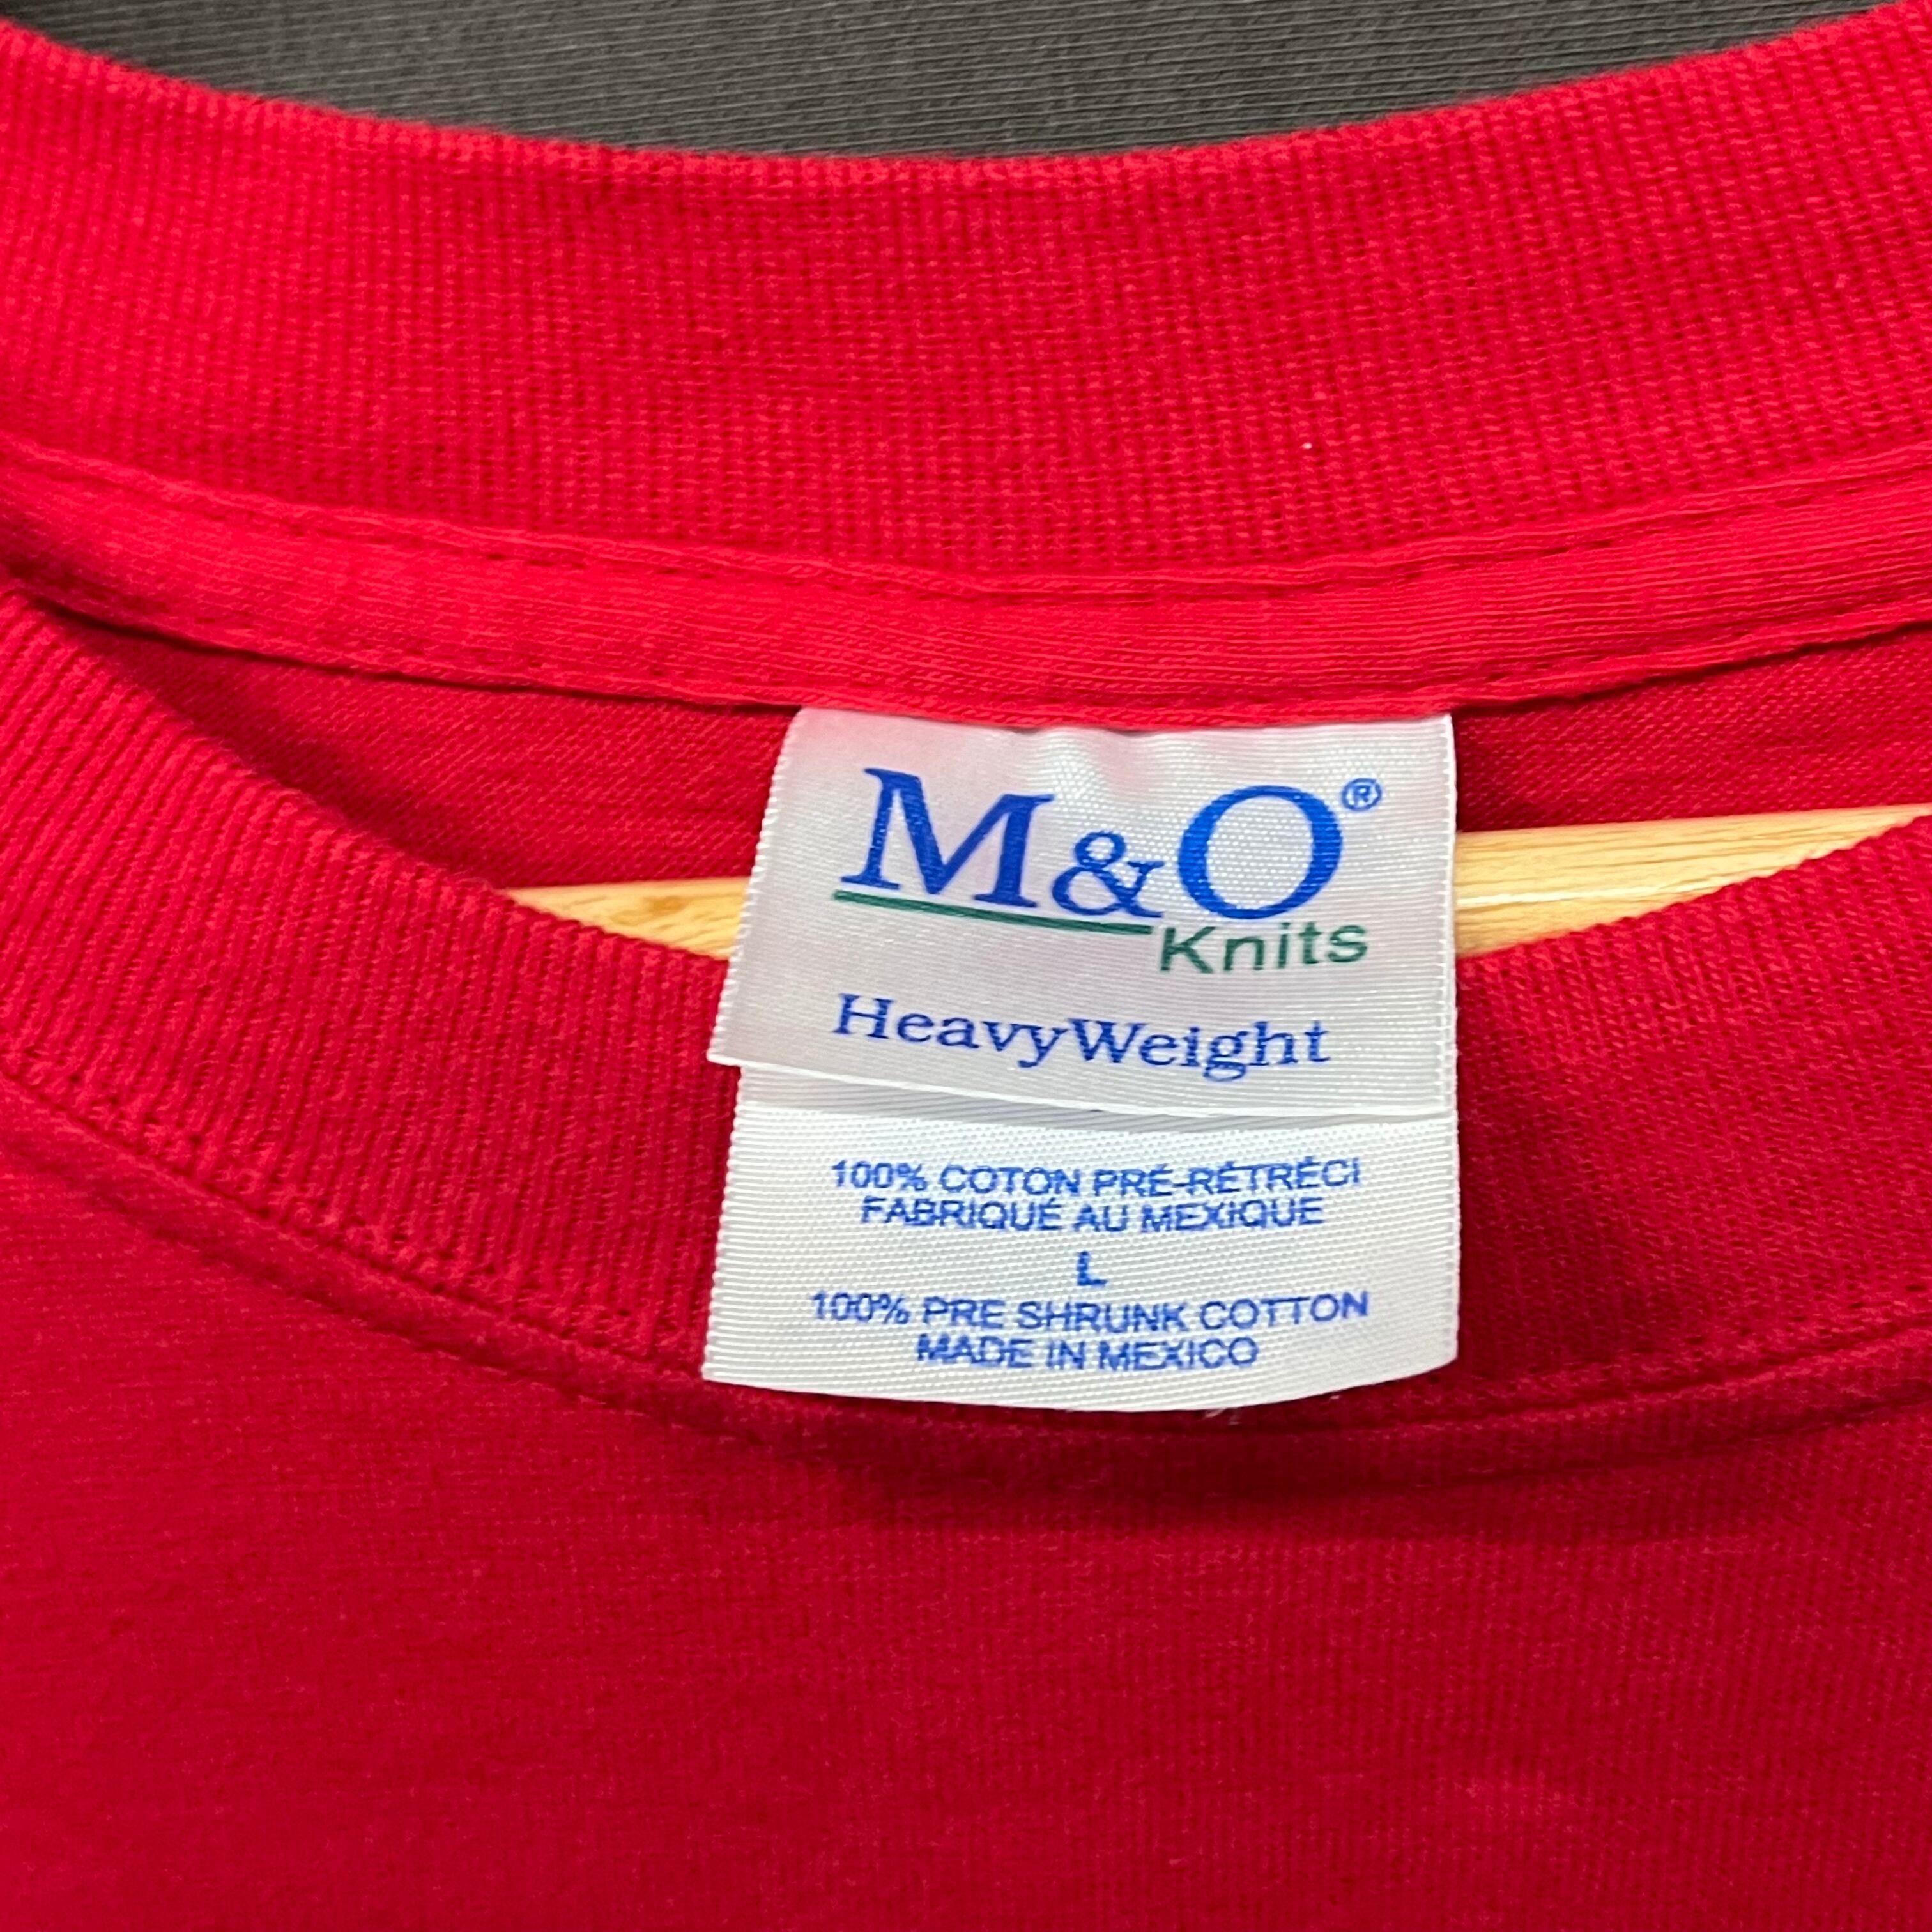 M&O®
Knits
HeavyWeight
100% COTON PRÉ-RÉTRÉCI
FABRIQUÉ AU MEXIQUE
L
100% PRE SHRUNK COTTON
MADE IN MEXICO